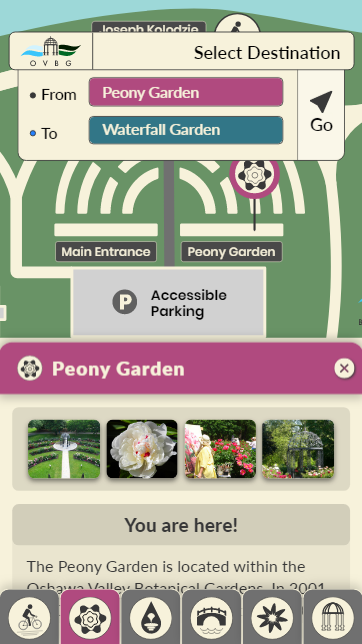 Joseph Kolodzie
OVBG
Select Destination
From
Peony Garden
To
Waterfall Garden
Go
Main Entrance
Peony Garden
P
Accessible
Parking
Peony Garden
You are here!
The Peony Garden is located within the
Oshawa Valley Botanical Gardens. In 2001